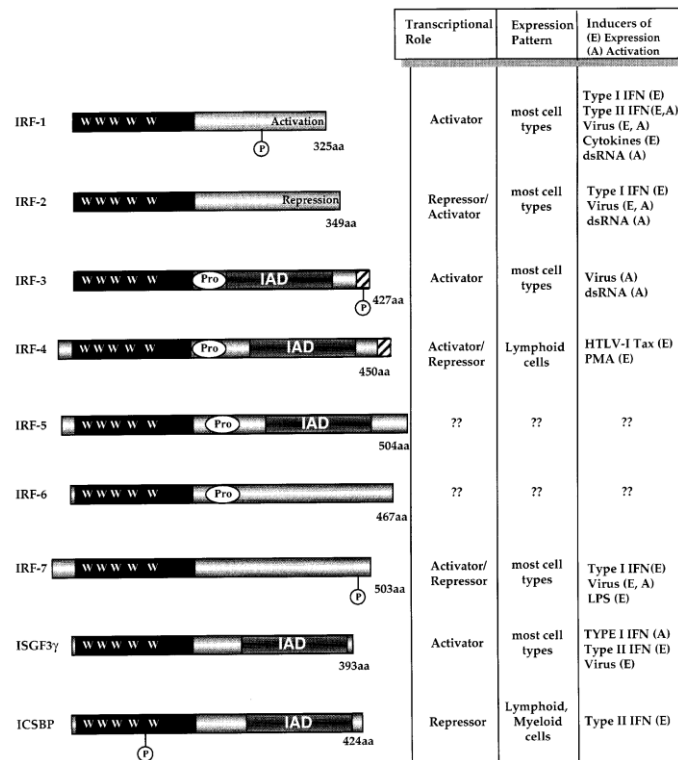 Transcriptional Role
Expression Pattern
Inducers of (E) Expression (A) Activation
IRF-1
W W W W W
Activation
P
325aa
Activator
most cell types
Type I IFN (E)
Type II IFN(E,A)
Virus (E, A)
Cytokines (E)
dsRNA (A)
IRF-2
W W W W W
Repression
349aa
Repressor/ Activator
most cell types
Type I IFN (E)
Virus (E, A)
dsRNA (A)
IRF-3
W W W W W
Pro
IAD
P
427aa
Activator
most cell types
Virus (A)
dsRNA (A)
IRF-4
W W W W W
Pro
IAD
450aa
Activator/ Repressor
Lymphoid cells
HTLV-I Tax (E)
PMA (E)
IRF-5
W W W W W
Pro
IAD
504aa
??
??
??
IRF-6
W W W W W
Pro
467aa
??
??
??
IRF-7
W W W W W
P
503aa
Activator/ Repressor
most cell types
Type I IFN(E)
Virus (E, A)
LPS (E)
ISGF3γ
W W W W W
IAD
393aa
Activator
most cell types
TYPE I IFN (A)
Type II IFN (E)
Virus (E)
ICSBP
W W W W W
IAD
P
424aa
Repressor
Lymphoid, Myeloid cells
Type II IFN (E)